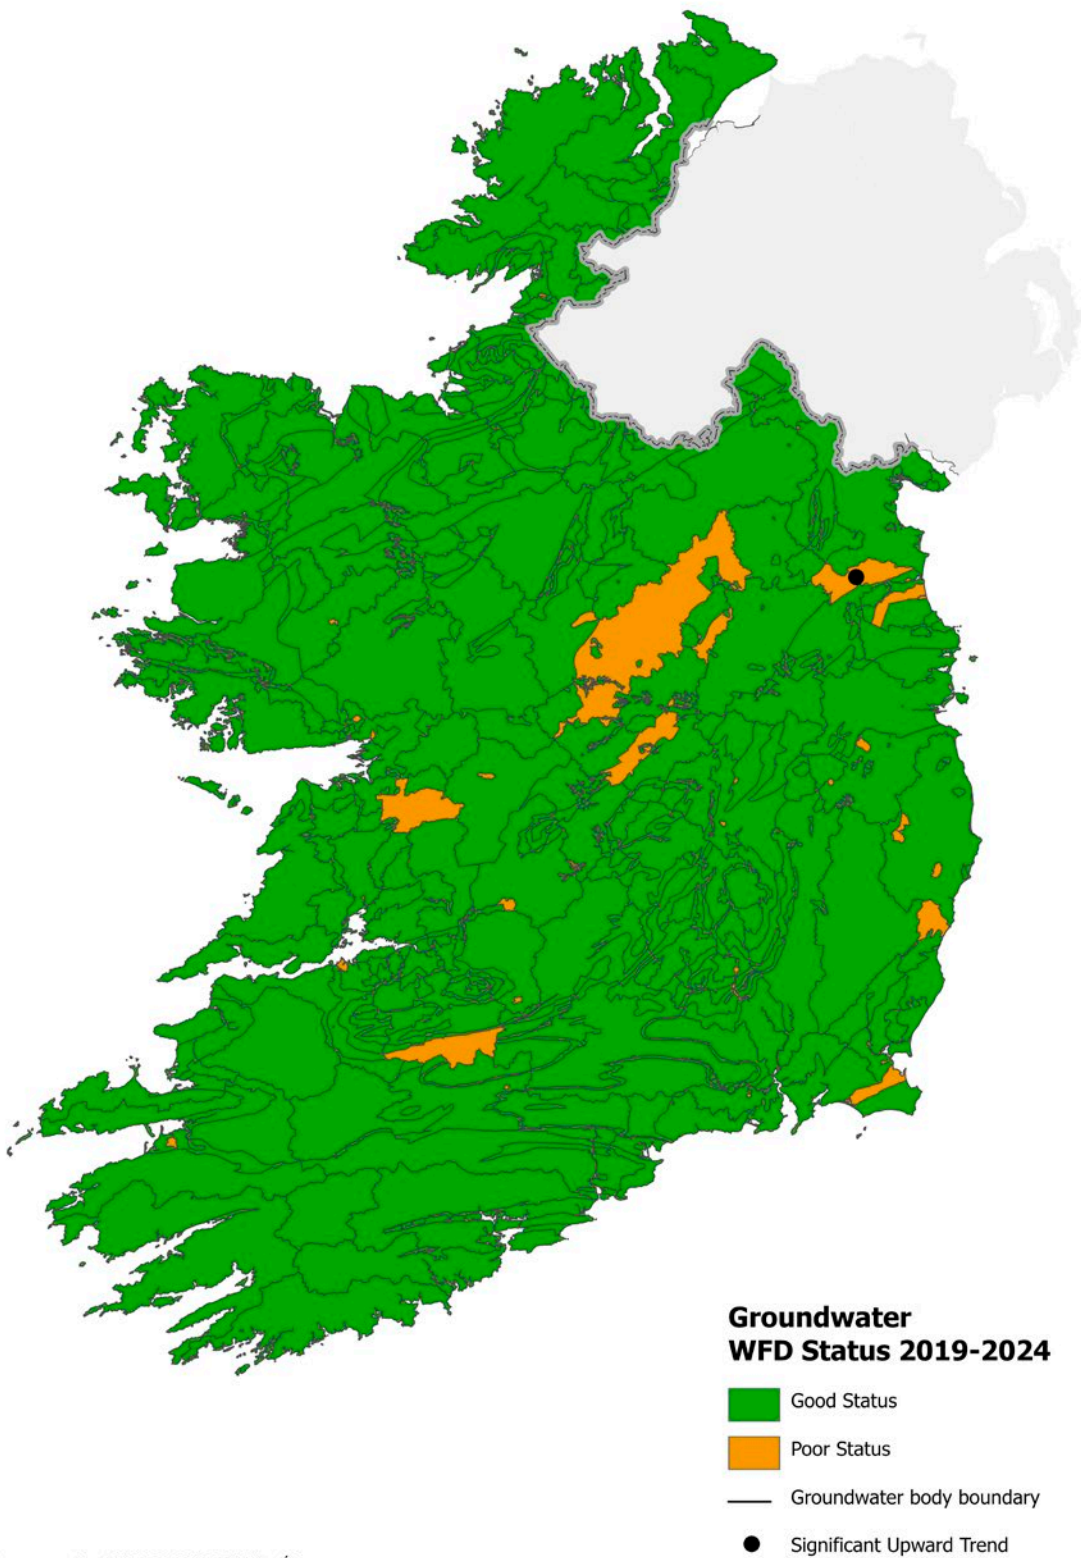 Groundwater
WFD Status 2019-2024
Good Status
Poor Status
Groundwater body boundary
Significant Upward Trend